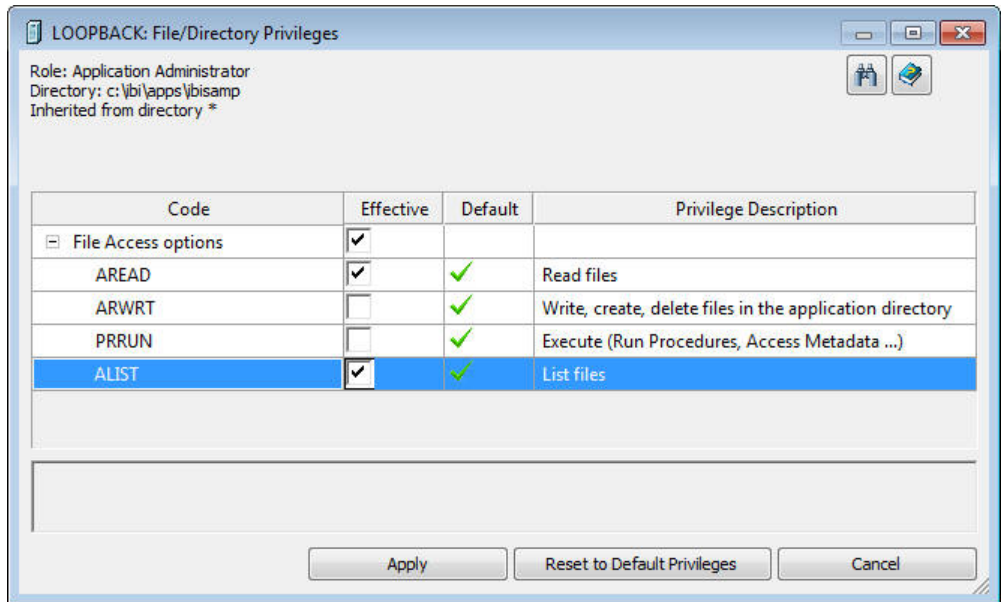 LOOPBACK: File/Directory Privileges
Role: Application Administrator
Directory: c:\ibi\apps\ibisamp
Inherited from directory *
Code Effective Default Privilege Description
File Access options
AREAD Read files
ARWRT Write, create, delete files in the application directory
PRRUN Execute (Run Procedures, Access Metadata ...)
ALIST List files
Apply Reset to Default Privileges Cancel